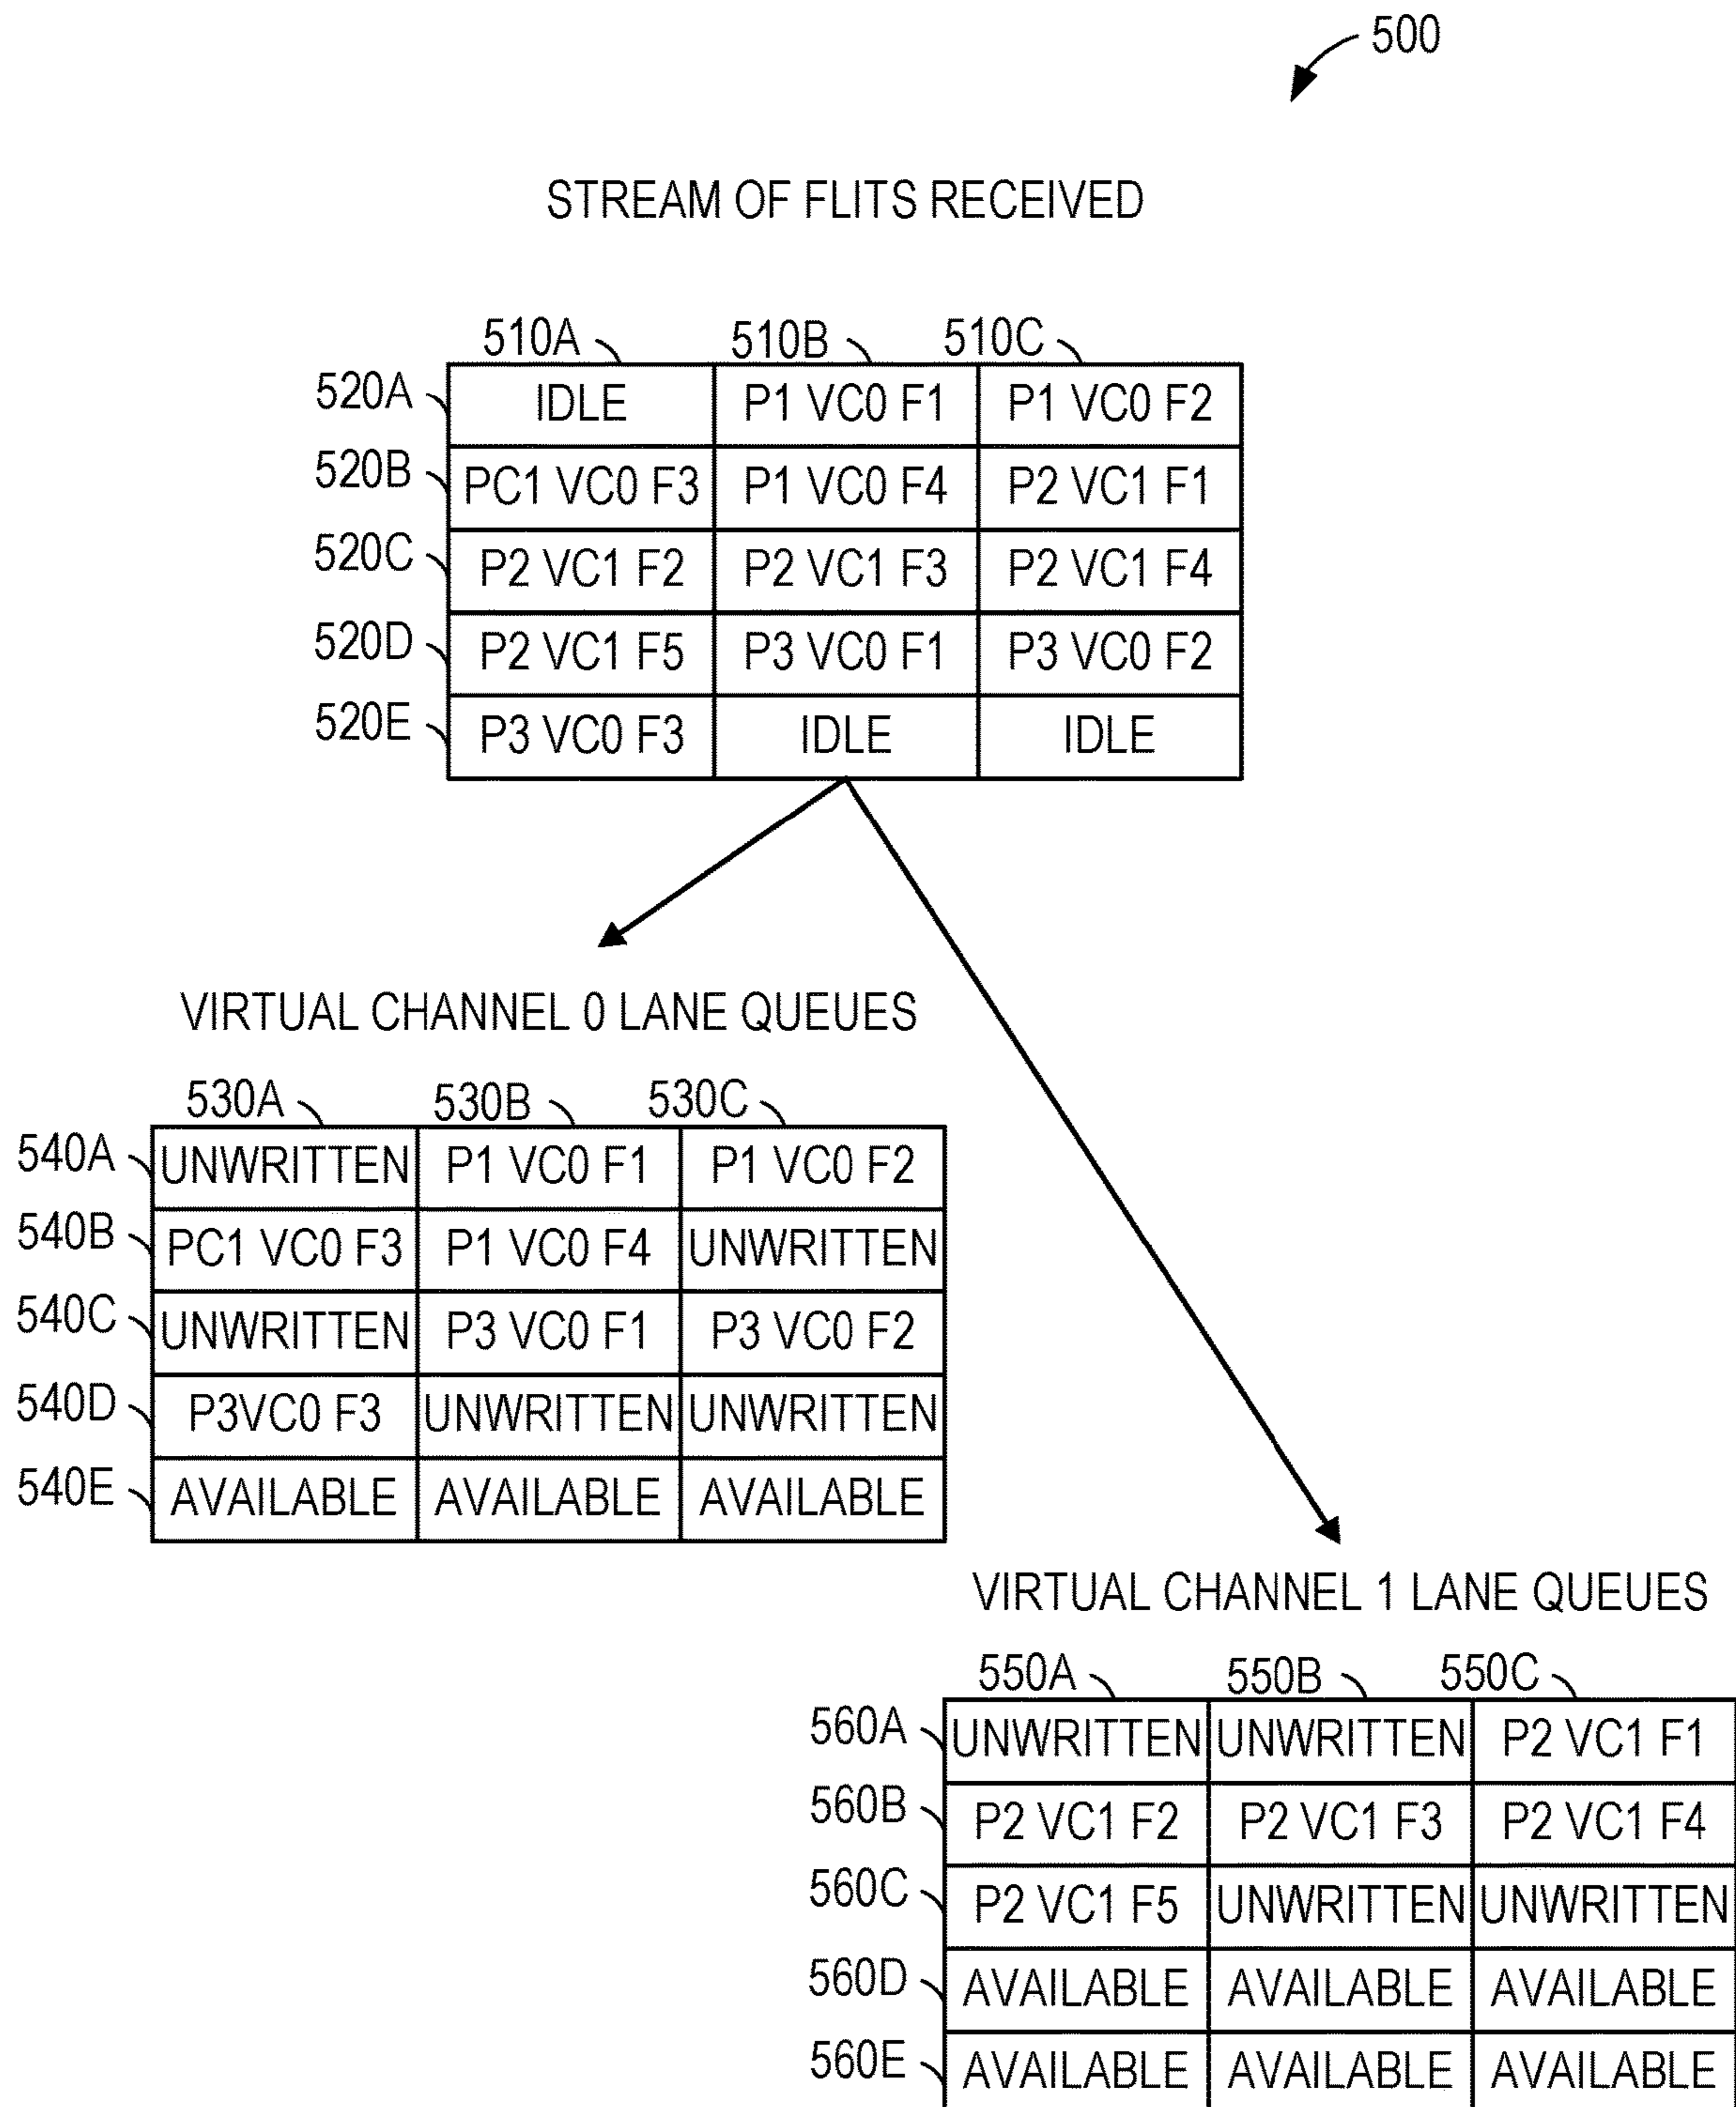 500
STREAM OF FLITS RECEIVED
510A 510B 510C
520A IDLE P1 VC0 F1 P1 VC0 F2
520B PC1 VC0 F3 P1 VC0 F4 P2 VC1 F1
520C P2 VC1 F2 P2 VC1 F3 P2 VC1 F4
520D P2 VC1 F5 P3 VC0 F1 P3 VC0 F2
520E P3 VC0 F3 IDLE IDLE
VIRTUAL CHANNEL 0 LANE QUEUES
530A 530B 530C
540A UNWRITTEN P1 VC0 F1 P1 VC0 F2
540B PC1 VC0 F3 P1 VC0 F4 UNWRITTEN
540C UNWRITTEN P3 VC0 F1 P3 VC0 F2
540D P3VC0 F3 UNWRITTEN UNWRITTEN
540E AVAILABLE AVAILABLE AVAILABLE
VIRTUAL CHANNEL 1 LANE QUEUES
550A 550B 550C
560A UNWRITTEN UNWRITTEN P2 VC1 F1
560B P2 VC1 F2 P2 VC1 F3 P2 VC1 F4
560C P2 VC1 F5 UNWRITTEN UNWRITTEN
560D AVAILABLE AVAILABLE AVAILABLE
560E AVAILABLE AVAILABLE AVAILABLE